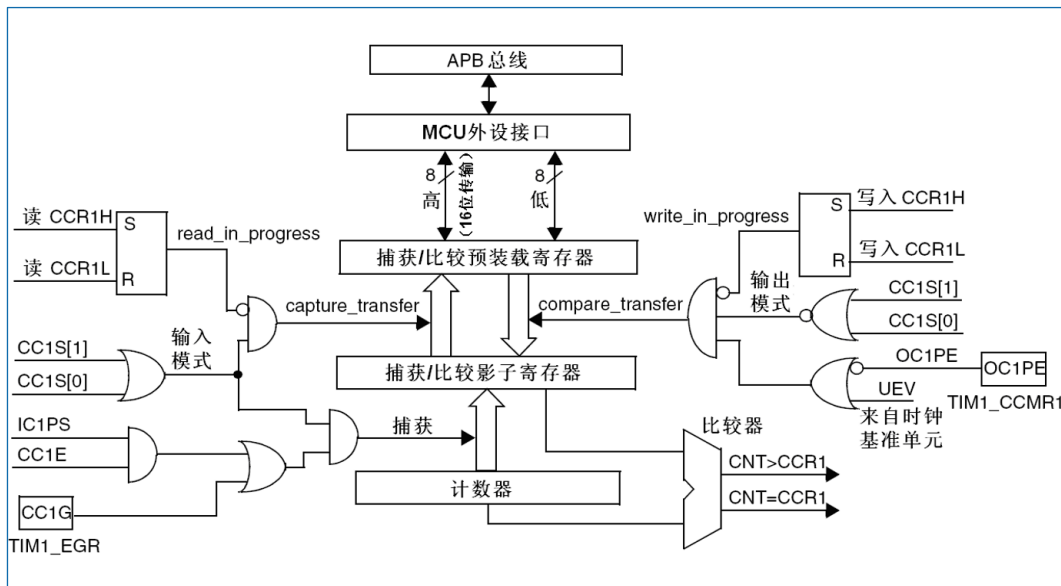 APB总线
MCU外设接口
8
高
(16位传输)
8
低
读 CCR1H
S
read_in_progress
读 CCR1L
R
write_in_progress
S
写入 CCR1H
R
写入 CCR1L
捕获/比较预装载寄存器
capture_transfer
compare_transfer
输出
模式
CC1S[1]
CC1S[0]
输入
模式
CC1S[1]
CC1S[0]
捕获/比较影子寄存器
OC1PE
OC1PE
UEV
TIM1_CCMR1
来自时钟
基准单元
IC1PS
CC1E
捕获
比较器
CNT>CCR1
计数器
CNT=CCR1
CC1G
TIM1_EGR